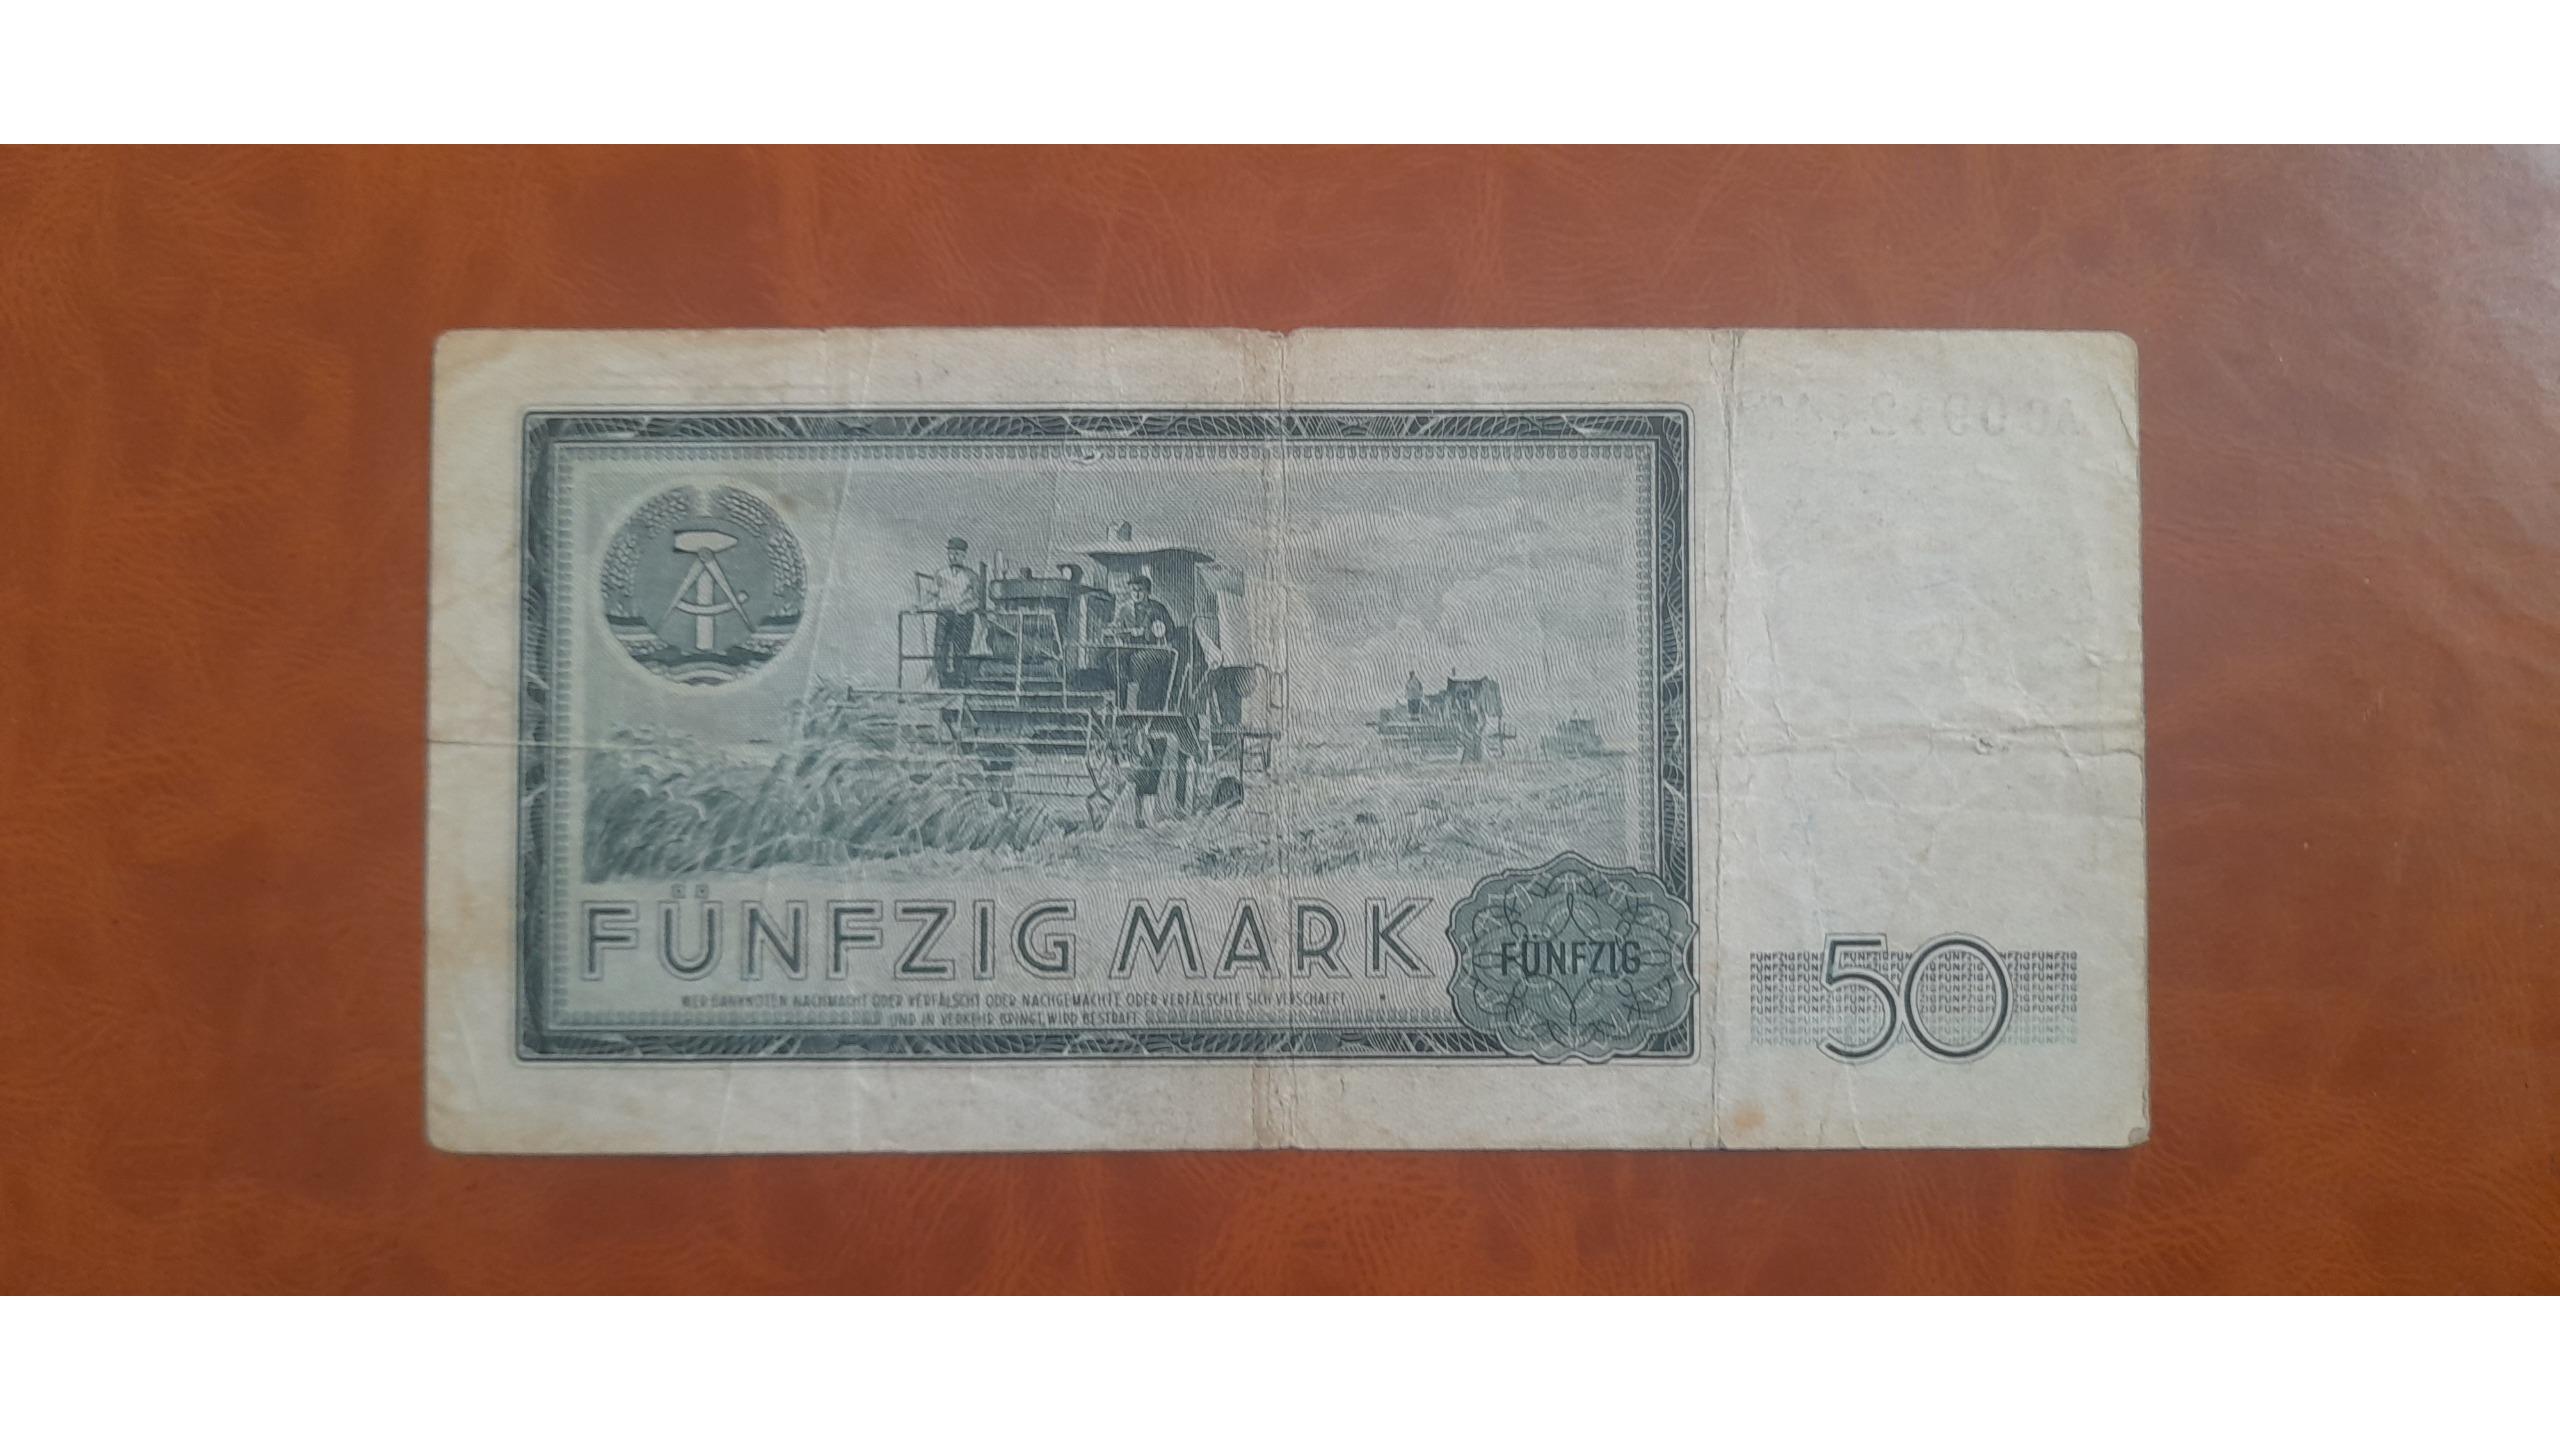 FÜNFZIG MARK
FÜNFZIG
WER BANKNOTEN NACHMACHT ODER VERFÄLSCHT ODER NACHGEMACHTE ODER VERFÄLSCHTE SICH VERSCHAFFT
UND IN VERKEHR BRINGT, WIRD BESTRAFT
50